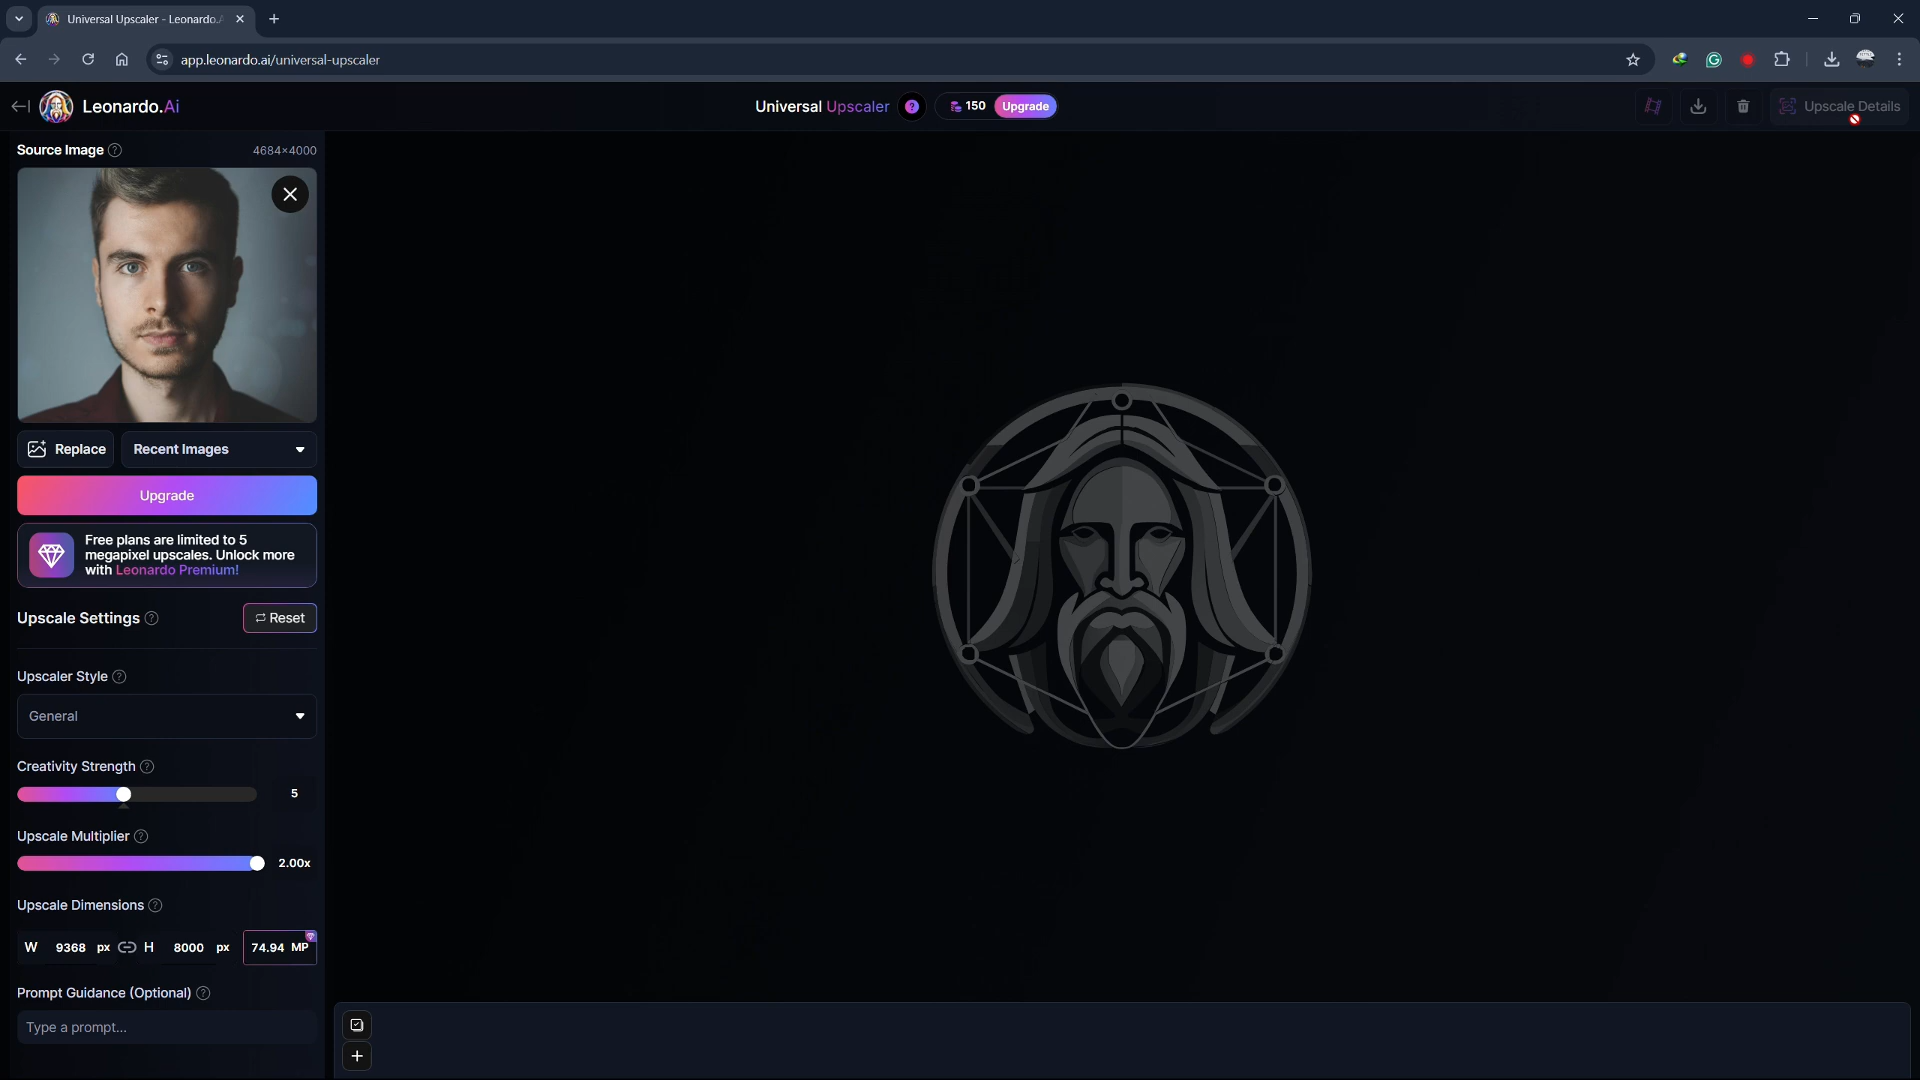 Universal Upscaler - Leonardo.A
app.leonardo.ai/universal-upscaler
Leonardo.Ai
Universal Upscaler ?
150 Upgrade
Upscale Details
Source Image ?
4684×4000
Replace
Recent Images
Upgrade
Free plans are limited to 5
megapixel upscales. Unlock more
with Leonardo Premium!
Upscale Settings ?
Reset
Upscaler Style ?
General
Creativity Strength ?
5
Upscale Multiplier ?
2.00x
Upscale Dimensions ?
W 9368 px H 8000 px 74.94 MP
Prompt Guidance (Optional) ?
Type a prompt...